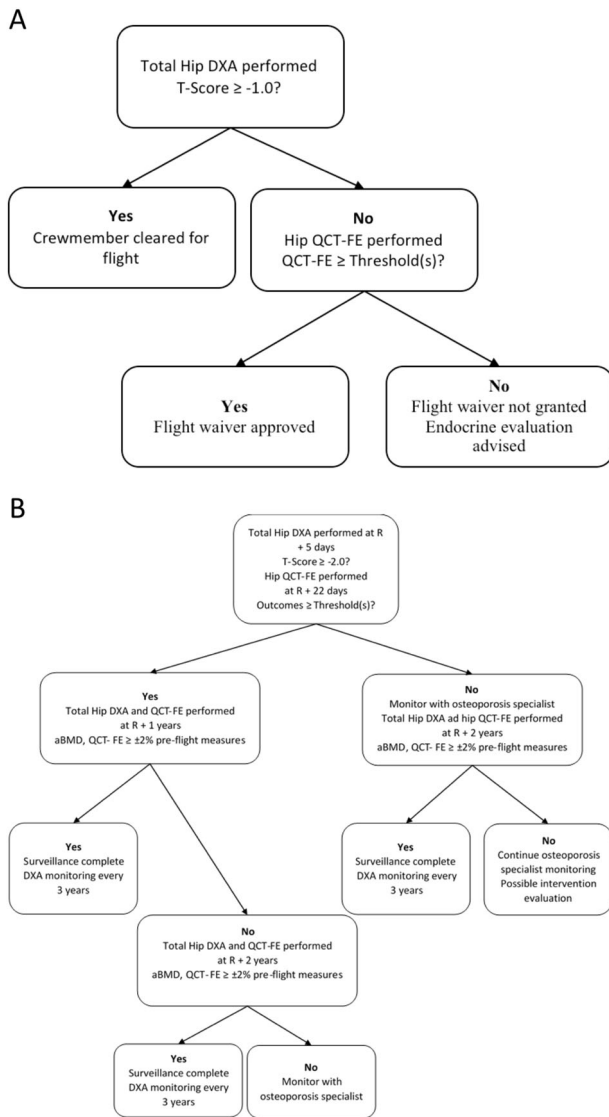 A
Total Hip DXA performed
T-Score ≥ -1.0?
Yes
Crewmember cleared for
flight
No
Hip QCT-FE performed
QCT-FE ≥ Threshold(s)?
Yes
Flight waiver approved
No
Flight waiver not granted
Endocrine evaluation
advised
B
Total Hip DXA performed at R
+ 5 days
T-Score ≥ -2.0?
Hip QCT-FE performed
at R + 22 days
Outcomes ≥ Threshold(s)?
Yes
Total Hip DXA and QCT-FE performed
at R + 1 years
aBMD, QCT- FE ≥ ±2% pre-flight measures
No
Monitor with osteoporosis specialist
Total Hip DXA ad hip QCT-FE performed
at R + 2 years
aBMD, QCT- FE ≥ ±2% pre-flight measures
Yes
Surveillance complete
DXA monitoring every
3 years
Yes
Surveillance complete
DXA monitoring every
3 years
No
Continue osteoporosis
specialist monitoring
Possible intervention
evaluation
No
Total Hip DXA and QCT-FE performed
at R + 2 years
aBMD, QCT- FE ≥ ±2% pre-flight measures
Yes
Surveillance complete
DXA monitoring every
3 years
No
Monitor with
osteoporosis specialist